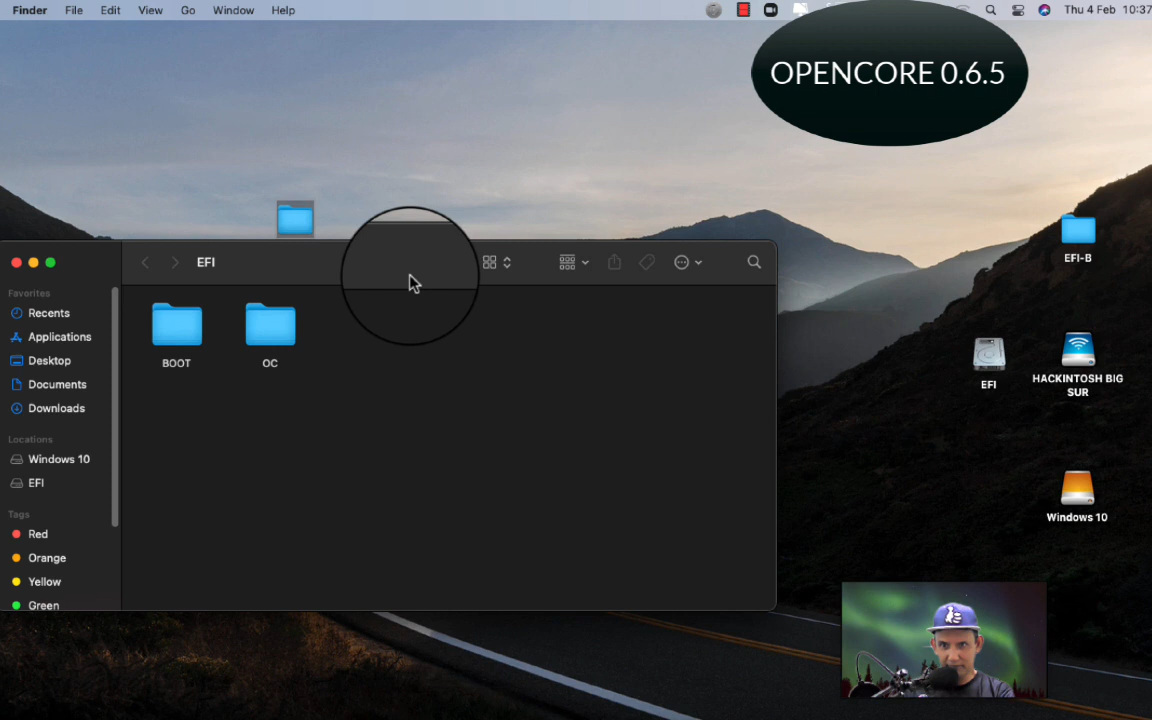 Finder File Edit View Go Window Help
Thu 4 Feb 10:37
OPENCORE 0.6.5
EFI
Favorites
Recents
Applications
Desktop
Documents
Downloads
Locations
Windows 10
EFI
Tags
Red
Orange
Yellow
Green
BOOT
OC
EFI-B
EFI
HACKINTOSH BIG
SUR
Windows 10